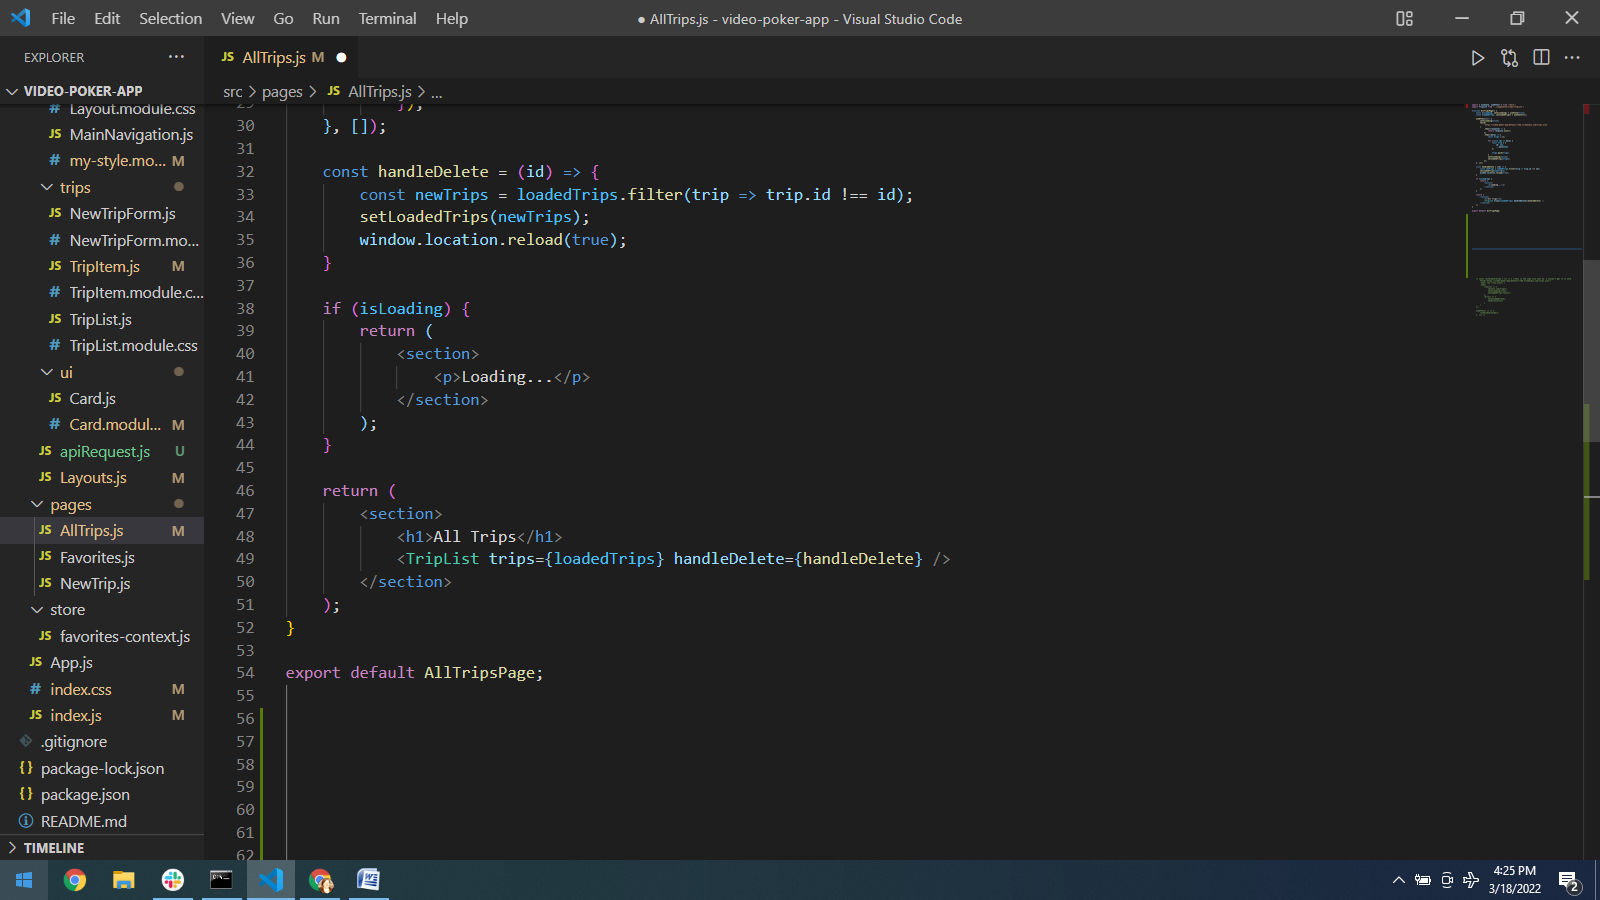 File Edit Selection View Go Run Terminal Help
● AllTrips.js - video-poker-app - Visual Studio Code
EXPLORER
VIDEO-POKER-APP
Layout.module.css
JS MainNavigation.js
# my-style.mo... M
trips
JS NewTripForm.js
# NewTripForm.mo...
JS TripItem.js M
# TripItem.module.c...
JS TripList.js
# TripList.module.css
ui
JS Card.js
# Card.modul... M
JS apiRequest.js U
JS Layouts.js M
pages
JS AllTrips.js M
JS Favorites.js
JS NewTrip.js
store
JS favorites-context.js
JS App.js
# index.css M
JS index.js M
.gitignore
{} package-lock.json
{} package.json
README.md
TIMELINE
JS AllTrips.js M ●
src > pages > JS AllTrips.js > ...
29 });
30 }, []);
31
32 const handleDelete = (id) => {
33 const newTrips = loadedTrips.filter(trip => trip.id !== id);
34 setLoadedTrips(newTrips);
35 window.location.reload(true);
36 }
37
38 if (isLoading) {
39 return (
40 <section>
41 <p>Loading...</p>
42 </section>
43 );
44 }
45
46 return (
47 <section>
48 <h1>All Trips</h1>
49 <TripList trips={loadedTrips} handleDelete={handleDelete} />
50 </section>
51 );
52 }
53
54 export default AllTripsPage;
55
56
57
58
59
60
61
62
4:25 PM
3/18/2022
2